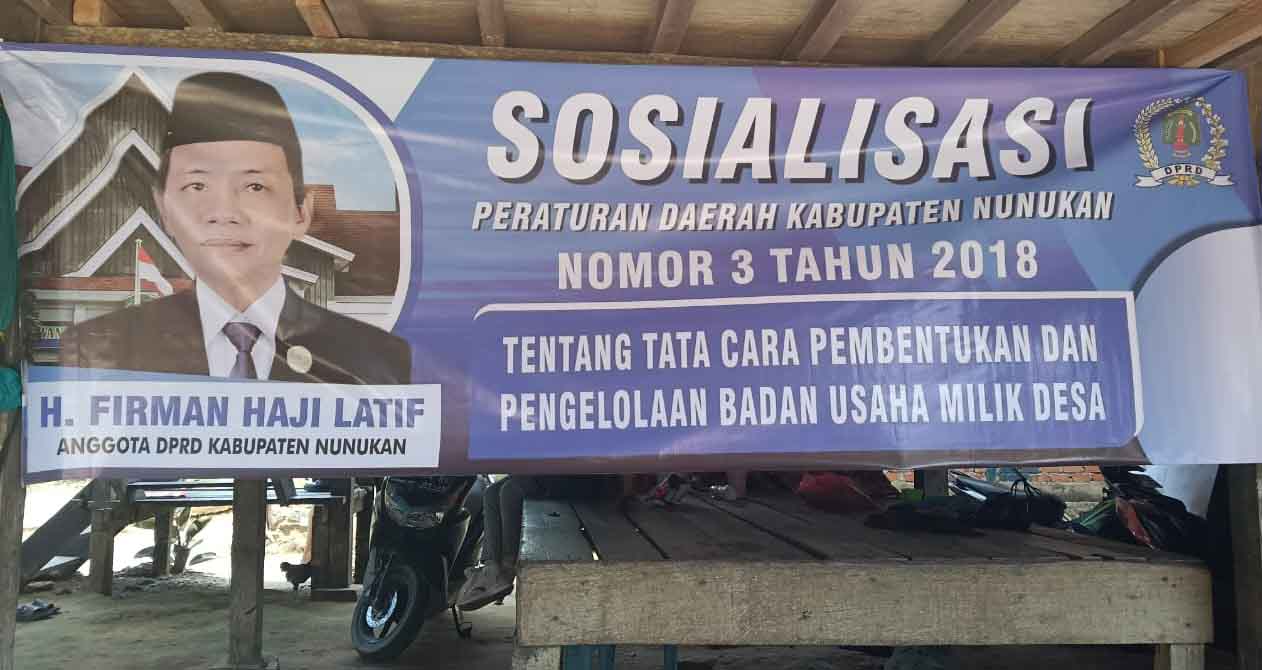 SOSIALISASI
PERATURAN DAERAH KABUPATEN NUNUKAN
NOMOR 3 TAHUN 2018
TENTANG TATA CARA PEMBENTUKAN DAN
PENGELOLAAN BADAN USAHA MILIK DESA
DPRD
H. FIRMAN HAJI LATIF
ANGGOTA DPRD KABUPATEN NUNUKAN